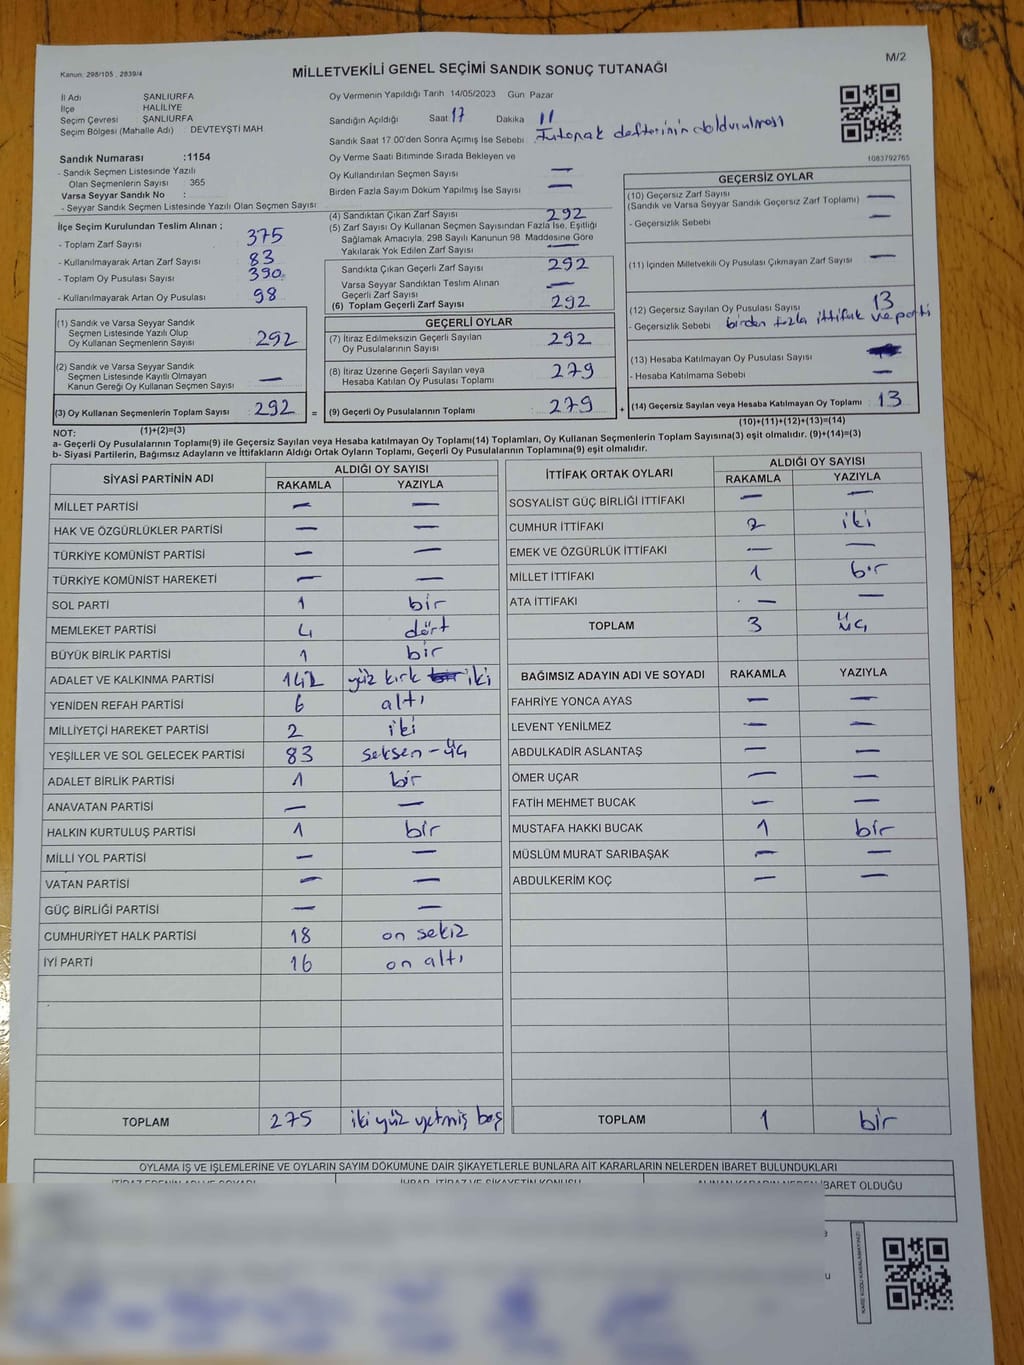 M/2
Kanun: 298/105 , 2839/4
MİLLETVEKİLİ GENEL SEÇİMİ SANDIK SONUÇ TUTANAĞI
İl Adı ŞANLIURFA
İlçe HALİLİYE
Seçim Çevresi ŞANLIURFA
Seçim Bölgesi (Mahalle Adı) DEVTEYŞTİ MAH
Sandık Numarası :1154
- Sandık Seçmen Listesinde Yazılı
Olan Seçmenlerin Sayısı 365
Varsa Seyyar Sandık No :
- Seyyar Sandık Seçmen Listesinde Yazılı Olan Seçmen Sayısı
Oy Vermenin Yapıldığı Tarih 14/05/2023 Gün Pazar
Sandığın Açıldığı Saat 17 Dakika 11
Sandık Saat 17 00'den Sonra Açımış İse Sebebi Tutanak defterinin doldurulması
Oy Verme Saati Bitiminde Sırada Bekleyen ve
Oy Kullandırılan Seçmen Sayısı —
Birden Fazla Sayım Döküm Yapılmış İse Sayısı —
1083792765
İlçe Seçim Kurulundan Teslim Alınan ;
- Toplam Zarf Sayısı 375
- Kullanılmayarak Artan Zarf Sayısı 83
- Toplam Oy Pusulası Sayısı 390
- Kullanılmayarak Artan Oy Pusulası 98
(1) Sandık ve Varsa Seyyar Sandık
Seçmen Listesinde Yazılı Olup
Oy Kullanan Seçmenlerin Sayısı 292
(2) Sandık ve Varsa Seyyar Sandık
Seçmen Listesinde Kayıtlı Olmayan
Kanun Gereği Oy Kullanan Seçmen Sayısı —
(3) Oy Kullanan Seçmenlerin Toplam Sayısı 292 =
(1)+(2)=(3)
(4) Sandıktan Çıkan Zarf Sayısı 292
(5) Zarf Sayısı Oy Kullanan Seçmen Sayısından Fazla İse, Eşitliği
Sağlamak Amacıyla, 298 Sayılı Kanunun 98 Maddesine Göre
Yakılarak Yok Edilen Zarf Sayısı —
Sandıkta Çıkan Geçerli Zarf Sayısı 292
Varsa Seyyar Sandıktan Teslim Alınan
Geçerli Zarf Sayısı —
(6) Toplam Geçerli Zarf Sayısı 292
GEÇERLİ OYLAR
(7) İtiraz Edilmeksizin Geçerli Sayılan
Oy Pusulalarının Sayısı 292
(8) İtiraz Üzerine Geçerli Sayılan veya
Hesaba Katılan Oy Pusulası Toplamı 279
(9) Geçerli Oy Pusulalarının Toplamı 279 +
GEÇERSİZ OYLAR
(10) Geçersiz Zarf Sayısı
(Sandık ve Varsa Seyyar Sandık Geçersiz Zarf Toplamı) —
- Geçersizlik Sebebi —
(11) İçinden Milletvekili Oy Pusulası Çıkmayan Zarf Sayısı —
(12) Geçersiz Sayılan Oy Pusulası Sayısı 13
- Geçersizlik Sebebi birden fazla ittifak ve parti
(13) Hesaba Katılmayan Oy Pusulası Sayısı
- Hesaba Katılmama Sebebi —
(14) Geçersiz Sayılan veya Hesaba Katılmayan Oy Toplamı 13
(10)+(11)+(12)+(13)=(14)
NOT:
a- Geçerli Oy Pusulalarının Toplamı(9) ile Geçersiz Sayılan veya Hesaba katılmayan Oy Toplamı(14) Toplamları, Oy Kullanan Seçmenlerin Toplam Sayısına(3) eşit olmalıdır. (9)+(14)=(3)
b- Siyasi Partilerin, Bağımsız Adayların ve İttifakların Aldığı Ortak Oyların Toplamı, Geçerli Oy Pusulalarının Toplamına(9) eşit olmalıdır.
SİYASİ PARTİNİN ADI ALDIĞI OY SAYISI
RAKAMLA YAZIYLA
MİLLET PARTİSİ — —
HAK VE ÖZGÜRLÜKLER PARTİSİ — —
TÜRKİYE KOMÜNİST PARTİSİ — —
TÜRKİYE KOMÜNİST HAREKETİ — —
SOL PARTİ 1 bir
MEMLEKET PARTİSİ 4 dört
BÜYÜK BİRLİK PARTİSİ 1 bir
ADALET VE KALKINMA PARTİSİ 142 yüz kırk iki
YENİDEN REFAH PARTİSİ 6 altı
MİLLİYETÇİ HAREKET PARTİSİ 2 iki
YEŞİLLER VE SOL GELECEK PARTİSİ 83 seksen-üç
ADALET BİRLİK PARTİSİ 1 bir
ANAVATAN PARTİSİ — —
HALKIN KURTULUŞ PARTİSİ 1 bir
MİLLİ YOL PARTİSİ — —
VATAN PARTİSİ — —
GÜÇ BİRLİĞİ PARTİSİ — —
CUMHURİYET HALK PARTİSİ 18 on sekiz
İYİ PARTİ 16 on altı
TOPLAM 275 iki yüz yetmiş beş
İTTİFAK ORTAK OYLARI ALDIĞI OY SAYISI
RAKAMLA YAZIYLA
SOSYALİST GÜÇ BİRLİĞİ İTTİFAKI — —
CUMHUR İTTİFAKI 2 iki
EMEK VE ÖZGÜRLÜK İTTİFAKI — —
MİLLET İTTİFAKI 1 bir
ATA İTTİFAKI — —
TOPLAM 3 üç
BAĞIMSIZ ADAYIN ADI VE SOYADI RAKAMLA YAZIYLA
FAHRİYE YONCA AYAS — —
LEVENT YENİLMEZ — —
ABDULKADİR ASLANTAŞ — —
ÖMER UÇAR — —
FATİH MEHMET BUCAK — —
MUSTAFA HAKKI BUCAK 1 bir
MÜSLÜM MURAT SARIBAŞAK — —
ABDULKERİM KOÇ — —
TOPLAM 1 bir
OYLAMA İŞ VE İŞLEMLERİNE VE OYLARIN SAYIM DÖKÜMÜNE DAİR ŞİKAYETLERLE BUNLARA AİT KARARLARIN NELERDEN İBARET BULUNDUKLARI
İBARET OLDUĞU
KARE KODU KARALAMAYINIZ!